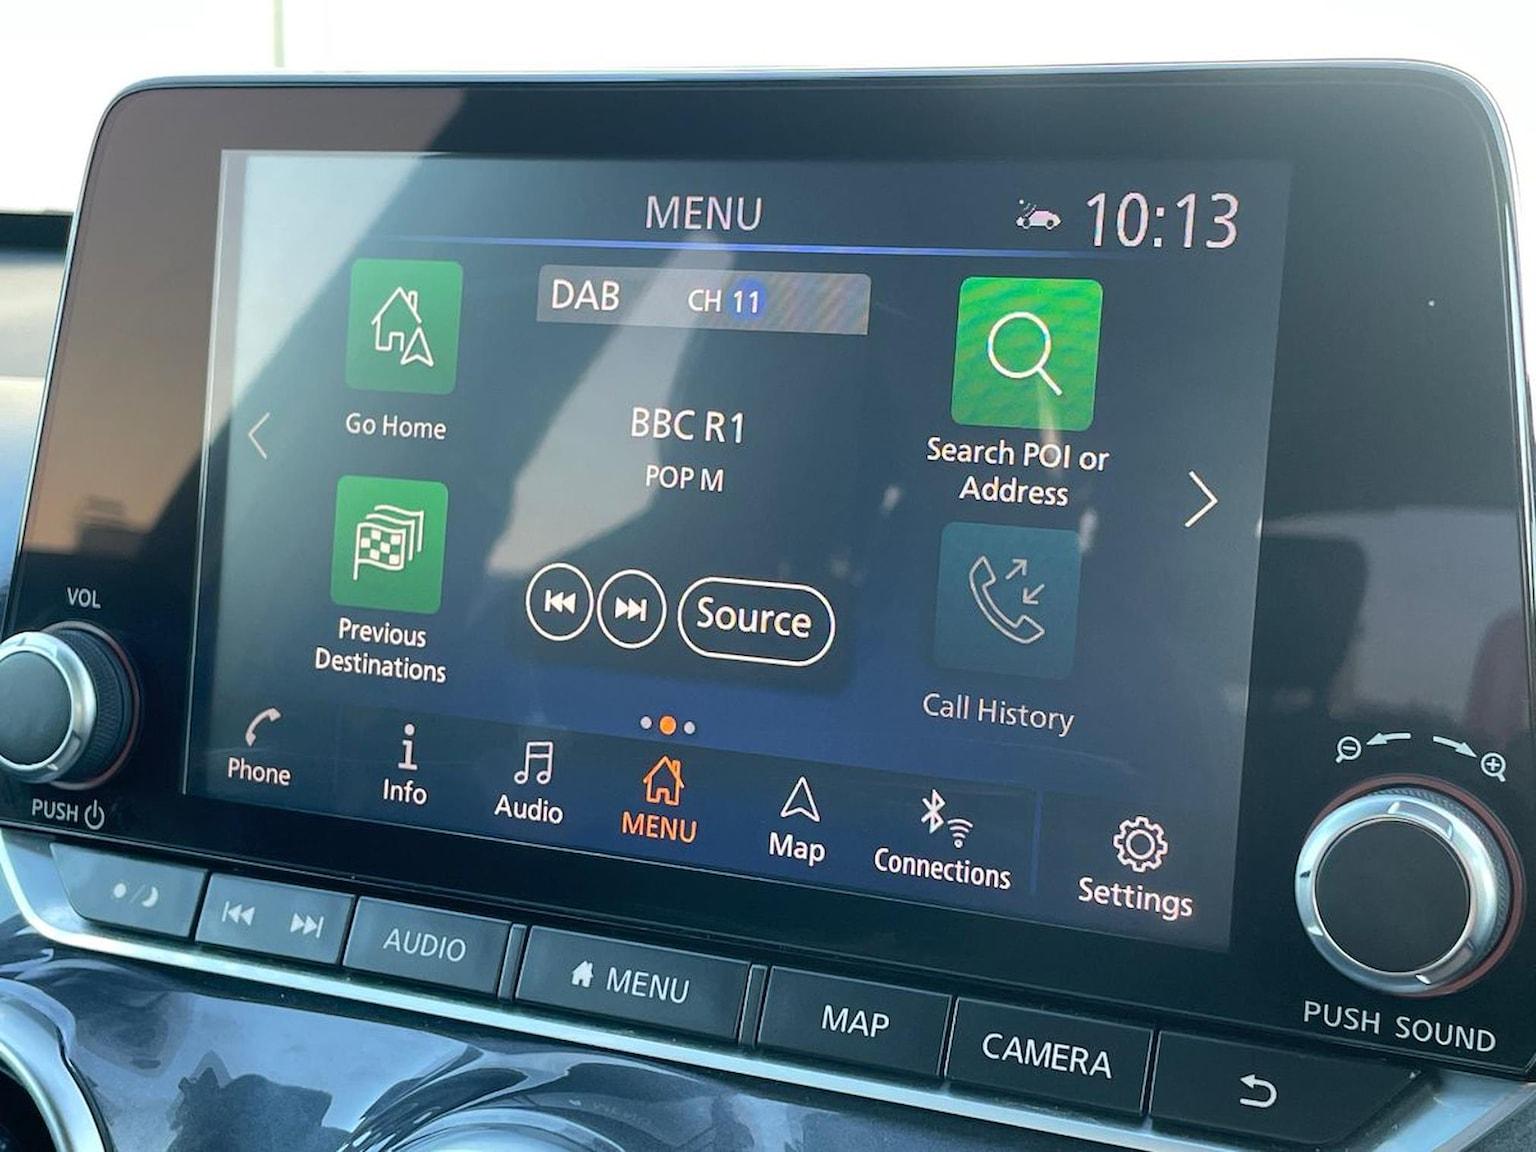 MENU
10:13
DAB CH 11
Go Home
BBC R1
POP M
Search POI or
Address
Previous
Destinations
Source
Call History
Phone
Info
Audio
MENU
Map
Connections
Settings
VOL
PUSH
AUDIO
MENU
MAP
CAMERA
PUSH SOUND